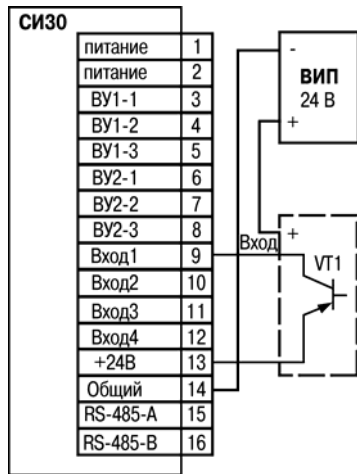 СИ30
питание 1
питание 2
ВУ1-1 3
ВУ1-2 4
ВУ1-3 5
ВУ2-1 6
ВУ2-2 7
ВУ2-3 8
Вход1 9
Вход2 10
Вход3 11
Вход4 12
+24В 13
Общий 14
RS-485-A 15
RS-485-B 16
-
ВИП
24 В
+
Вход
+
VT1